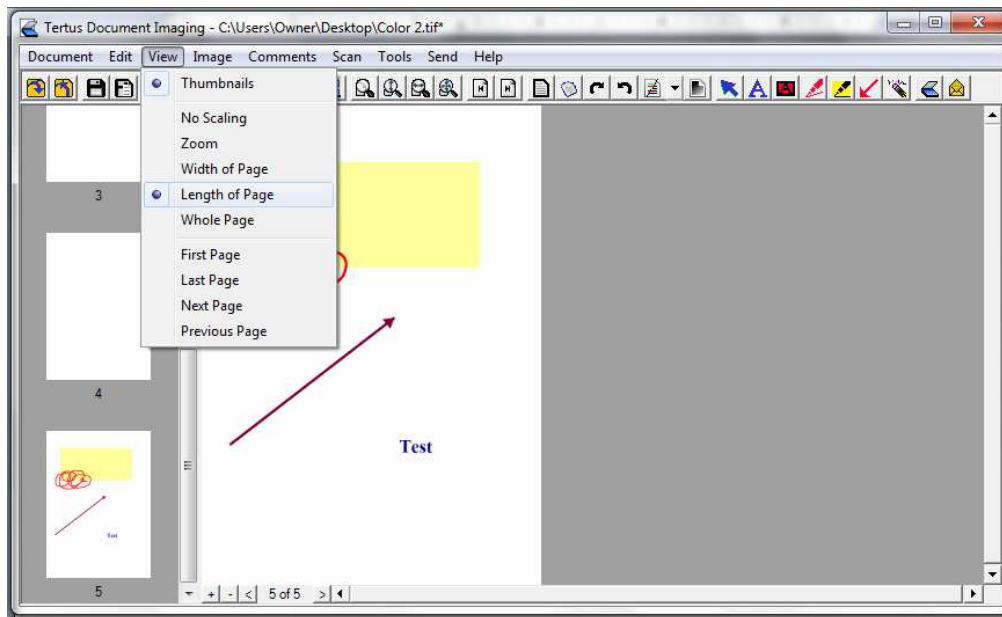 Tertus Document Imaging - C:\Users\Owner\Desktop\Color 2.tif*
Document Edit View Image Comments Scan Tools Send Help
Thumbnails
No Scaling
Zoom
Width of Page
Length of Page
Whole Page
First Page
Last Page
Next Page
Previous Page
3
4
Test
Test
5
+ - < 5 of 5 >